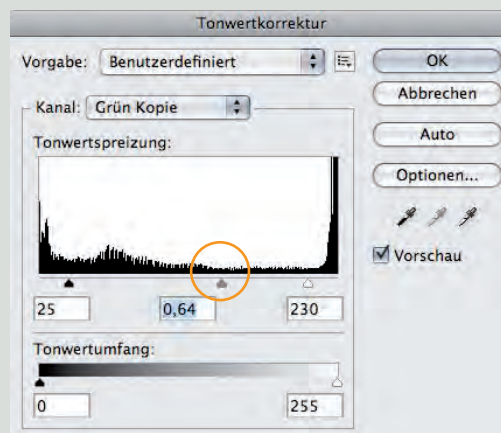 Tonwertkorrektur
Vorgabe: Benutzerdefiniert
OK
Abbrechen
Kanal: Grün Kopie
Auto
Tonwertspreizung:
Optionen...
Vorschau
25 0,64 230
Tonwertumfang:
0 255